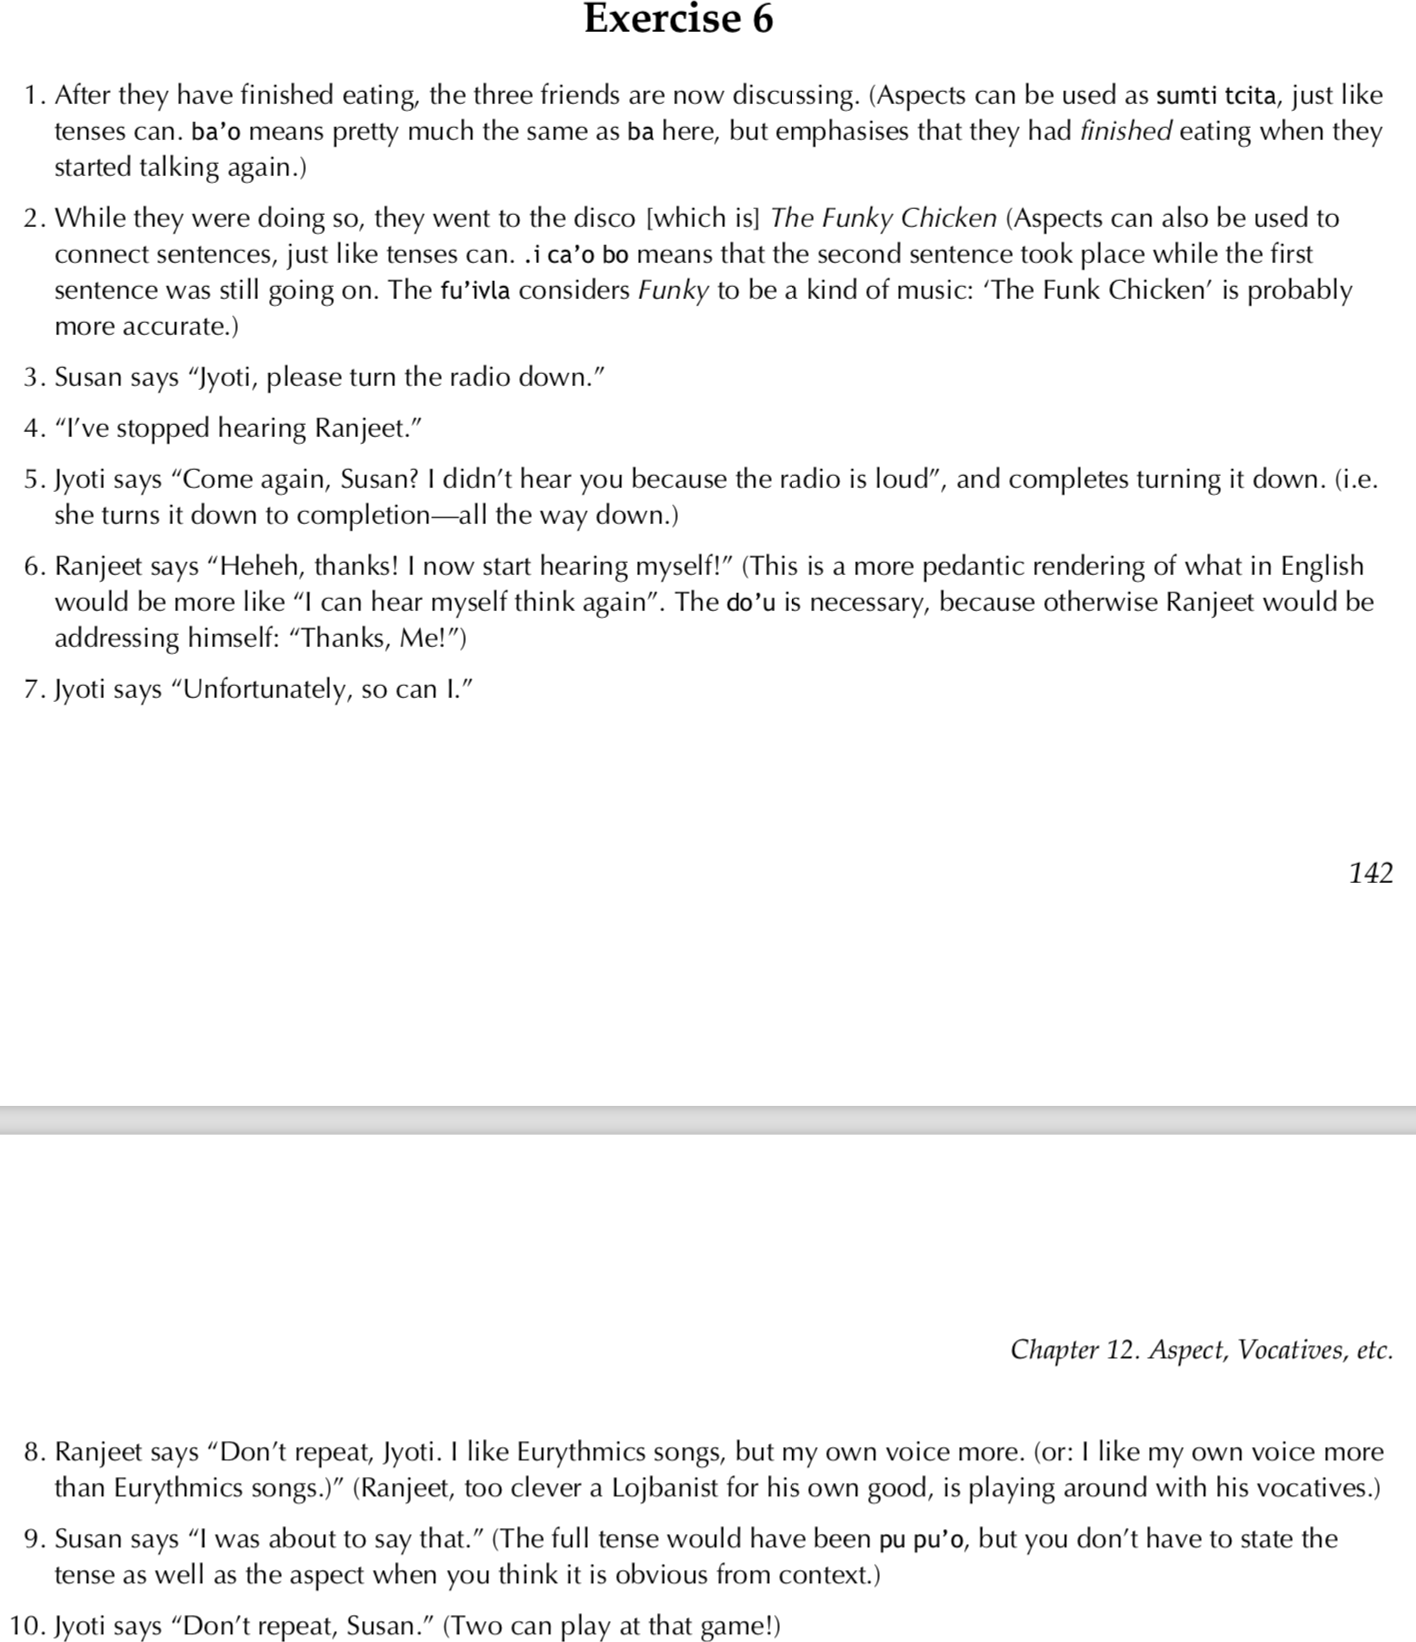 Exercise 6
1. After they have finished eating, the three friends are now discussing. (Aspects can be used as sumti tcita, just like
tenses can. ba’o means pretty much the same as ba here, but emphasises that they had finished eating when they
started talking again.)
2. While they were doing so, they went to the disco [which is] The Funky Chicken (Aspects can also be used to
connect sentences, just like tenses can. .i ca’o bo means that the second sentence took place while the first
sentence was still going on. The fu’ivla considers Funky to be a kind of music: ‘The Funk Chicken’ is probably
more accurate.)
3. Susan says “Jyoti, please turn the radio down.”
4. “I’ve stopped hearing Ranjeet.”
5. Jyoti says “Come again, Susan? I didn’t hear you because the radio is loud”, and completes turning it down. (i.e.
she turns it down to completion—all the way down.)
6. Ranjeet says “Heheh, thanks! I now start hearing myself!” (This is a more pedantic rendering of what in English
would be more like “I can hear myself think again”. The do’u is necessary, because otherwise Ranjeet would be
addressing himself: “Thanks, Me!”)
7. Jyoti says “Unfortunately, so can I.”
142
Chapter 12. Aspect, Vocatives, etc.
8. Ranjeet says “Don’t repeat, Jyoti. I like Eurythmics songs, but my own voice more. (or: I like my own voice more
than Eurythmics songs.)” (Ranjeet, too clever a Lojbanist for his own good, is playing around with his vocatives.)
9. Susan says “I was about to say that.” (The full tense would have been pu pu’o, but you don’t have to state the
tense as well as the aspect when you think it is obvious from context.)
10. Jyoti says “Don’t repeat, Susan.” (Two can play at that game!)